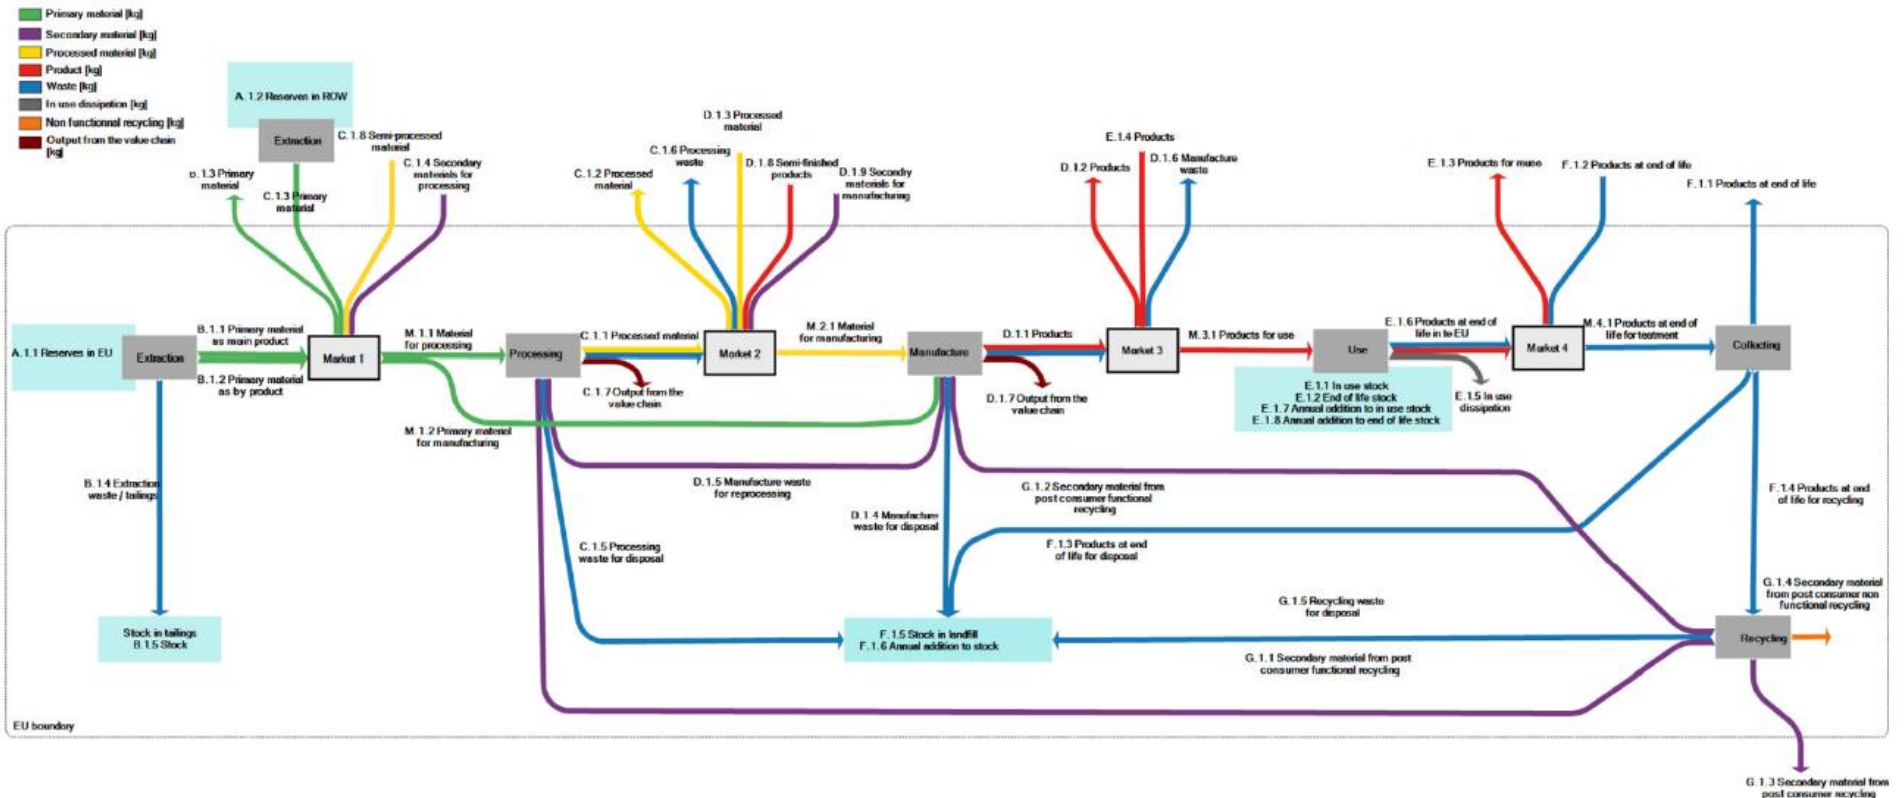 Primary material [kg]
Secondary material [kg]
Processed material [kg]
Product [kg]
Waste [kg]
In use dissipation [kg]
Non functionnal recycling [kg]
Output from the value chain
[kg]
A.1.2 Reserves in ROW
Extraction
B.1.3 Primary
material
C.1.3 Primary
material
C.1.8 Semi-processed
material
C.1.4 Secondary
materials for
processing
C.1.2 Processed
material
C.1.6 Processing
waste
D.1.3 Processed
material
D.1.8 Semi-finished
products
D.1.9 Secondry
materials for
manufacturing
D.1.2 Products
E.1.4 Products
D.1.6 Manufacture
waste
E.1.3 Products for reuse
F.1.2 Products at end of life
F.1.1 Products at end of life
A.1.1 Reserves in EU
Extraction
B.1.1 Primary material
as main product
B.1.2 Primary material
as by product
Market 1
M.1.1 Material
for processing
Processing
C.1.1 Processed material
C.1.7 Output from the
value chain
Market 2
M.2.1 Material
for manufacturing
Manufacture
D.1.1 Products
D.1.7 Output from the
value chain
Market 3
M.3.1 Products for use
Use
E.1.1 In use stock
E.1.2 End of life stock
E.1.7 Annual addition to in use stock
E.1.8 Annual addition to end of life stock
E.1.6 Products at end of
life in te EU
E.1.5 In use
dissipation
Market 4
M.4.1 Products at end of
life for teatment
Collecting
M.1.2 Primary material
for manufacturing
B.1.4 Extraction
waste / tailings
D.1.5 Manufacture waste
for reprocessing
G.1.2 Secondary material from
post consumer functional
recycling
F.1.4 Products at end
of life for recycling
D.1.4 Manufacture
waste for disposal
C.1.5 Processing
waste for disposal
F.1.3 Products at end
of life for disposal
G.1.4 Secondary material
from post consumer non
functional recycling
G.1.5 Recycling waste
for disposal
Stock in tailings
B.1.5 Stock
F.1.5 Stock in landfill
F.1.6 Annual addition to stock
Recycling
G.1.1 Secondary material from post
consumer functional recycling
EU boundary
G.1.3 Secondary material from
post consumer recycling